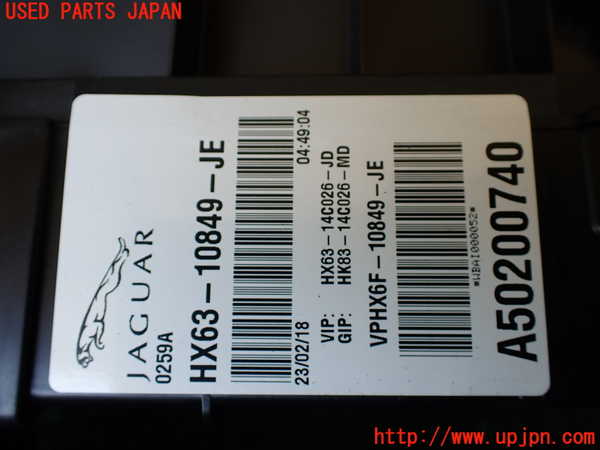 USED PARTS JAPAN
JAGUAR
0259A
HX63-10849-JE
23/02/18 04:49:04
VIP: HX63-14C026-JD
GIP: HK83-14C026-MD
VPHX6F-10849-JE
*WBAI000052*
A50200740
http://www.upjpn.com